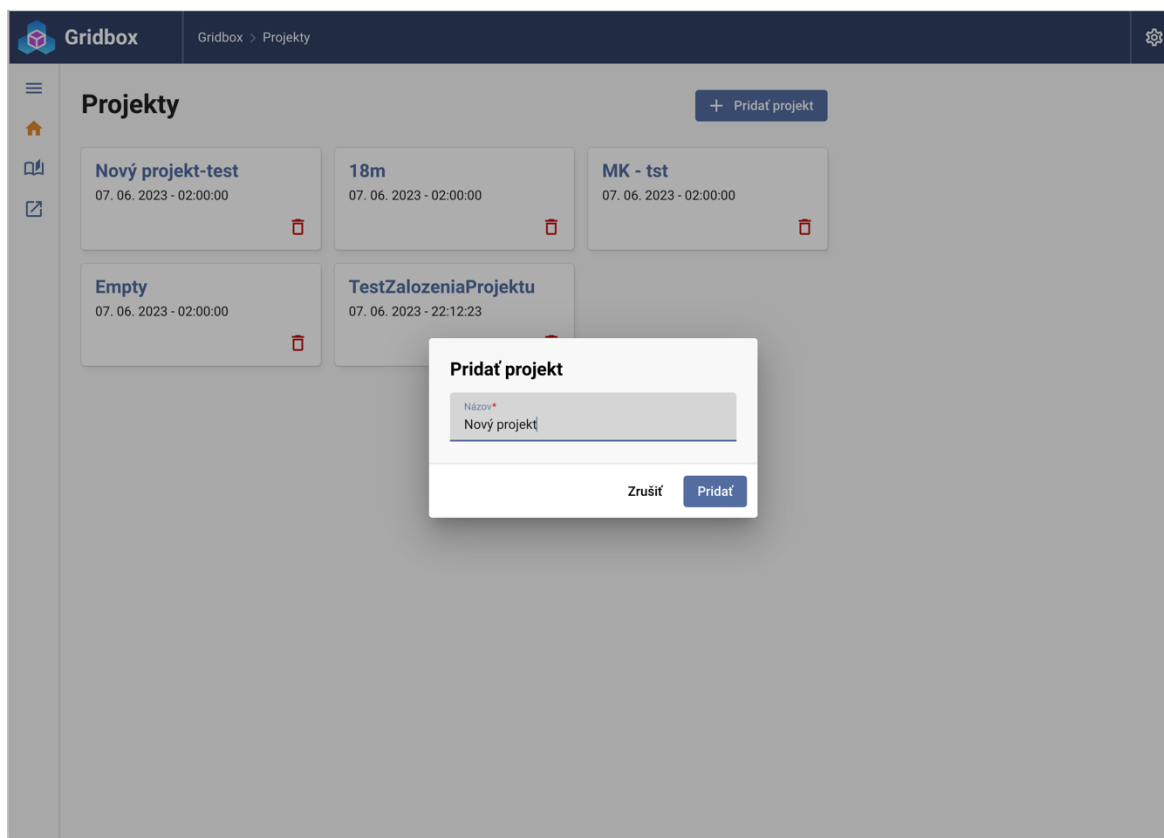 Gridbox
Gridbox > Projekty
Projekty
+ Pridať projekt
Nový projekt-test
07. 06. 2023 - 02:00:00
18m
07. 06. 2023 - 02:00:00
MK - tst
07. 06. 2023 - 02:00:00
Empty
07. 06. 2023 - 02:00:00
TestZalozeniaProjektu
07. 06. 2023 - 22:12:23
Pridať projekt
Názov*
Nový projekt
Zrušiť
Pridať